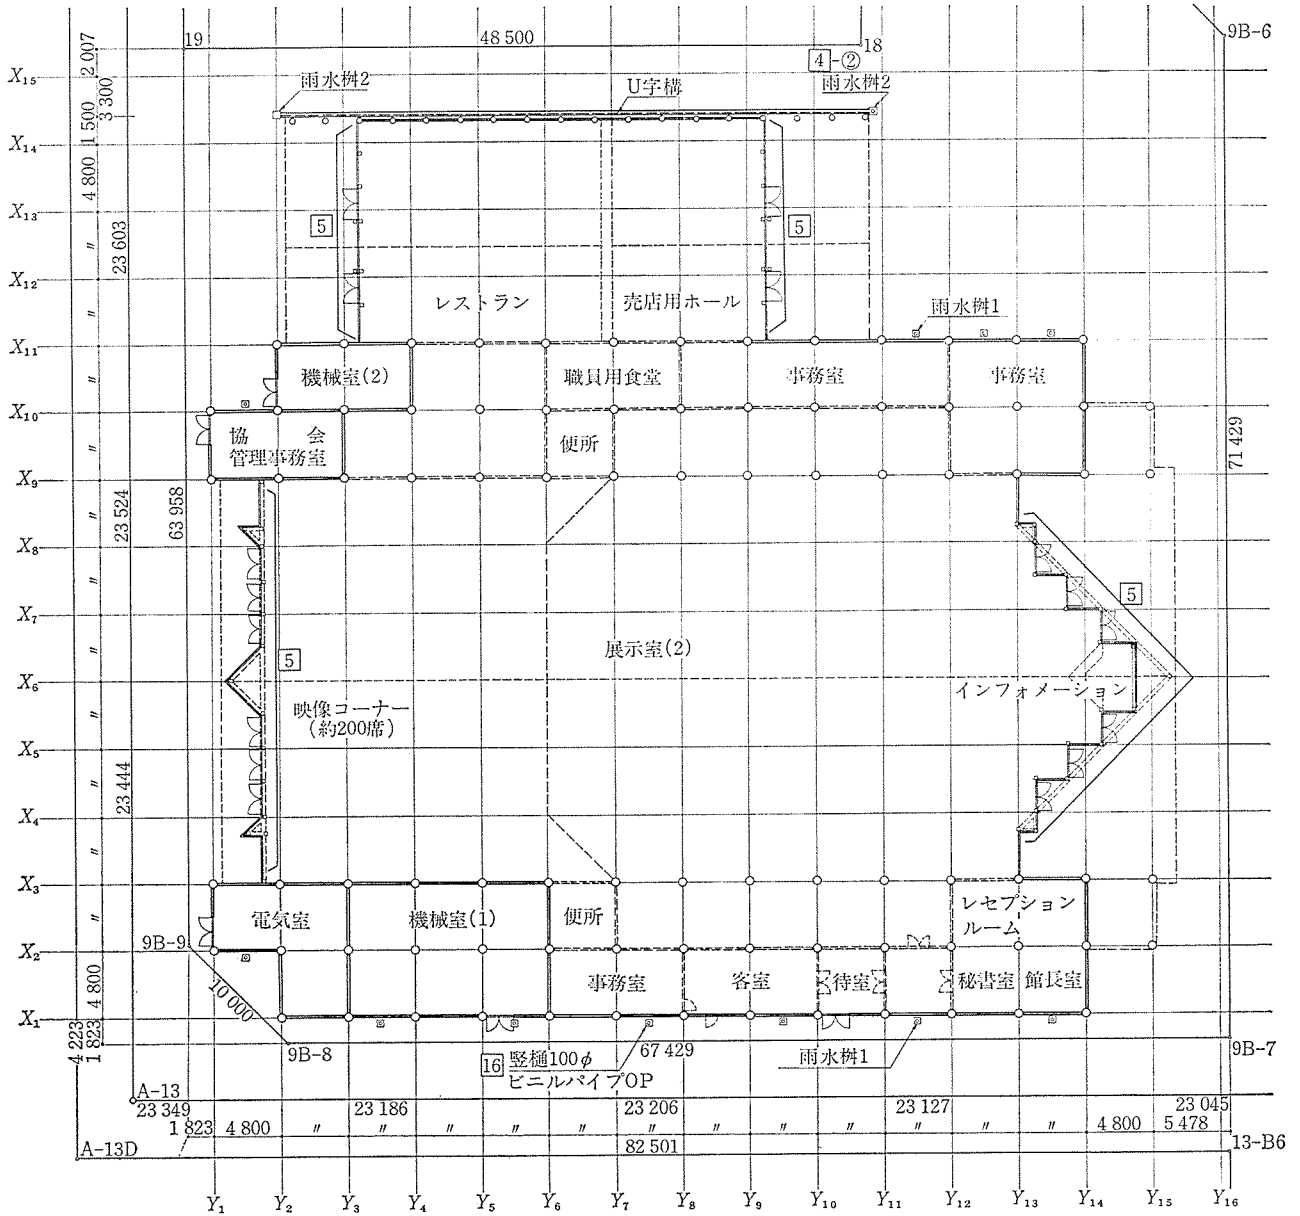 19
48 500
18
9B-6
4-②
雨水桝2
U字構
雨水桝2
X15
2 007
3 300
1 500
X14
4 800
X13
5
5
〃
23 603
X12
レストラン
売店用ホール
〃
雨水桝1
X11
機械室(2)
職員用食堂
事務室
事務室
〃
X10
協 会
管理事務室
便所
〃
71 429
X9
23 524
63 958
〃
X8
〃
5
X7
展示室(2)
〃
5
X6
インフォメーション
映像コーナー
(約200席)
〃
X5
〃
23 444
X4
〃
X3
電気室
機械室(1)
便所
レセプション
ルーム
〃
9B-9
X2
事務室
客室
待室
秘書室
館長室
4 800
10 000
X1
1 823
4 223
9B-8
67 429
9B-7
16
竪樋100φ
ビニルパイプOP
雨水桝1
A-13
23 349
23 186
23 206
23 127
23 045
1 823
4 800
〃 〃 〃 〃 〃 〃 〃 〃 〃 〃 〃 〃
4 800
5 478
A-13D
82 501
13-B6
Y1 Y2 Y3 Y4 Y5 Y6 Y7 Y8 Y9 Y10 Y11 Y12 Y13 Y14 Y15 Y16